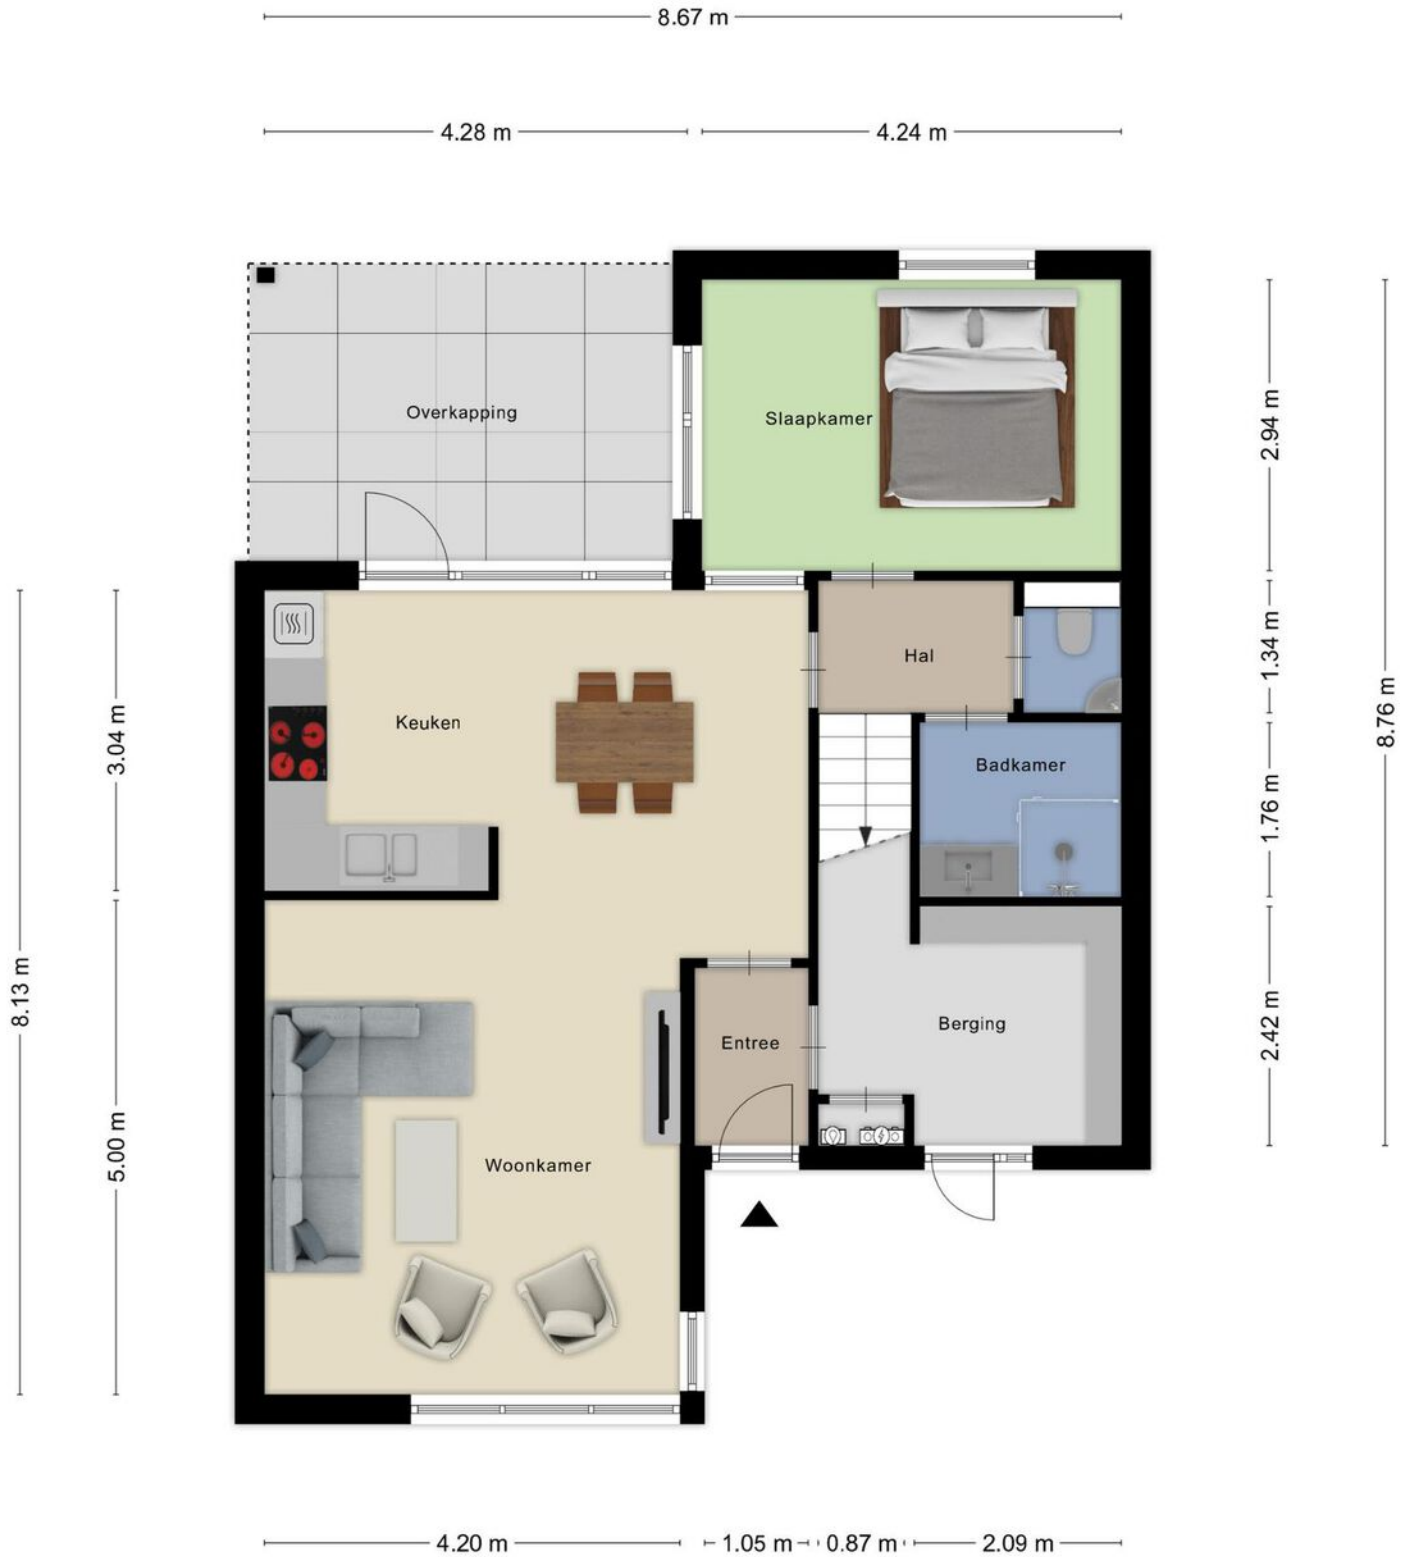 8.67 m
4.28 m
4.24 m
Overkapping
Slaapkamer
2.94 m
Hal
1.34 m
Keuken
3.04 m
8.76 m
Badkamer
1.76 m
8.13 m
Entree
Berging
2.42 m
5.00 m
Woonkamer
4.20 m
1.05 m
0.87 m
2.09 m